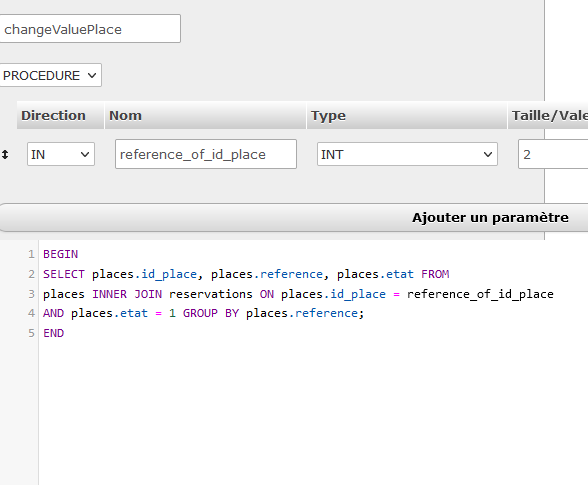 changeValuePlace
PROCEDURE
Direction Nom Type Taille/Vale
IN reference_of_id_place INT 2
Ajouter un paramètre
1 BEGIN
2 SELECT places.id_place, places.reference, places.etat FROM
3 places INNER JOIN reservations ON places.id_place = reference_of_id_place
4 AND places.etat = 1 GROUP BY places.reference;
5 END